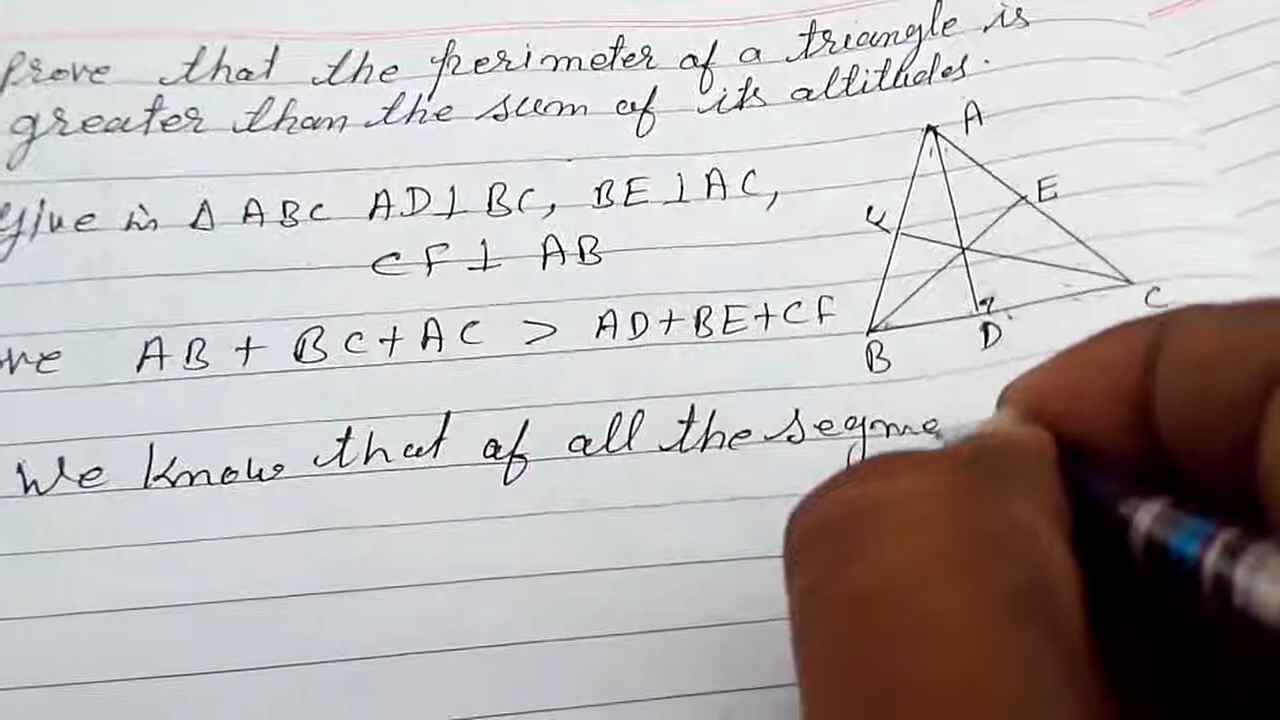 Prove that the perimeter of a triangle is
greater than the sum of its altitudes.
Give in Δ ABC AD⊥BC, BE⊥AC,
CF⊥ AB
AB + BC+AC > AD+BE+CF
We know that of all the segme
A
E
C
D
B